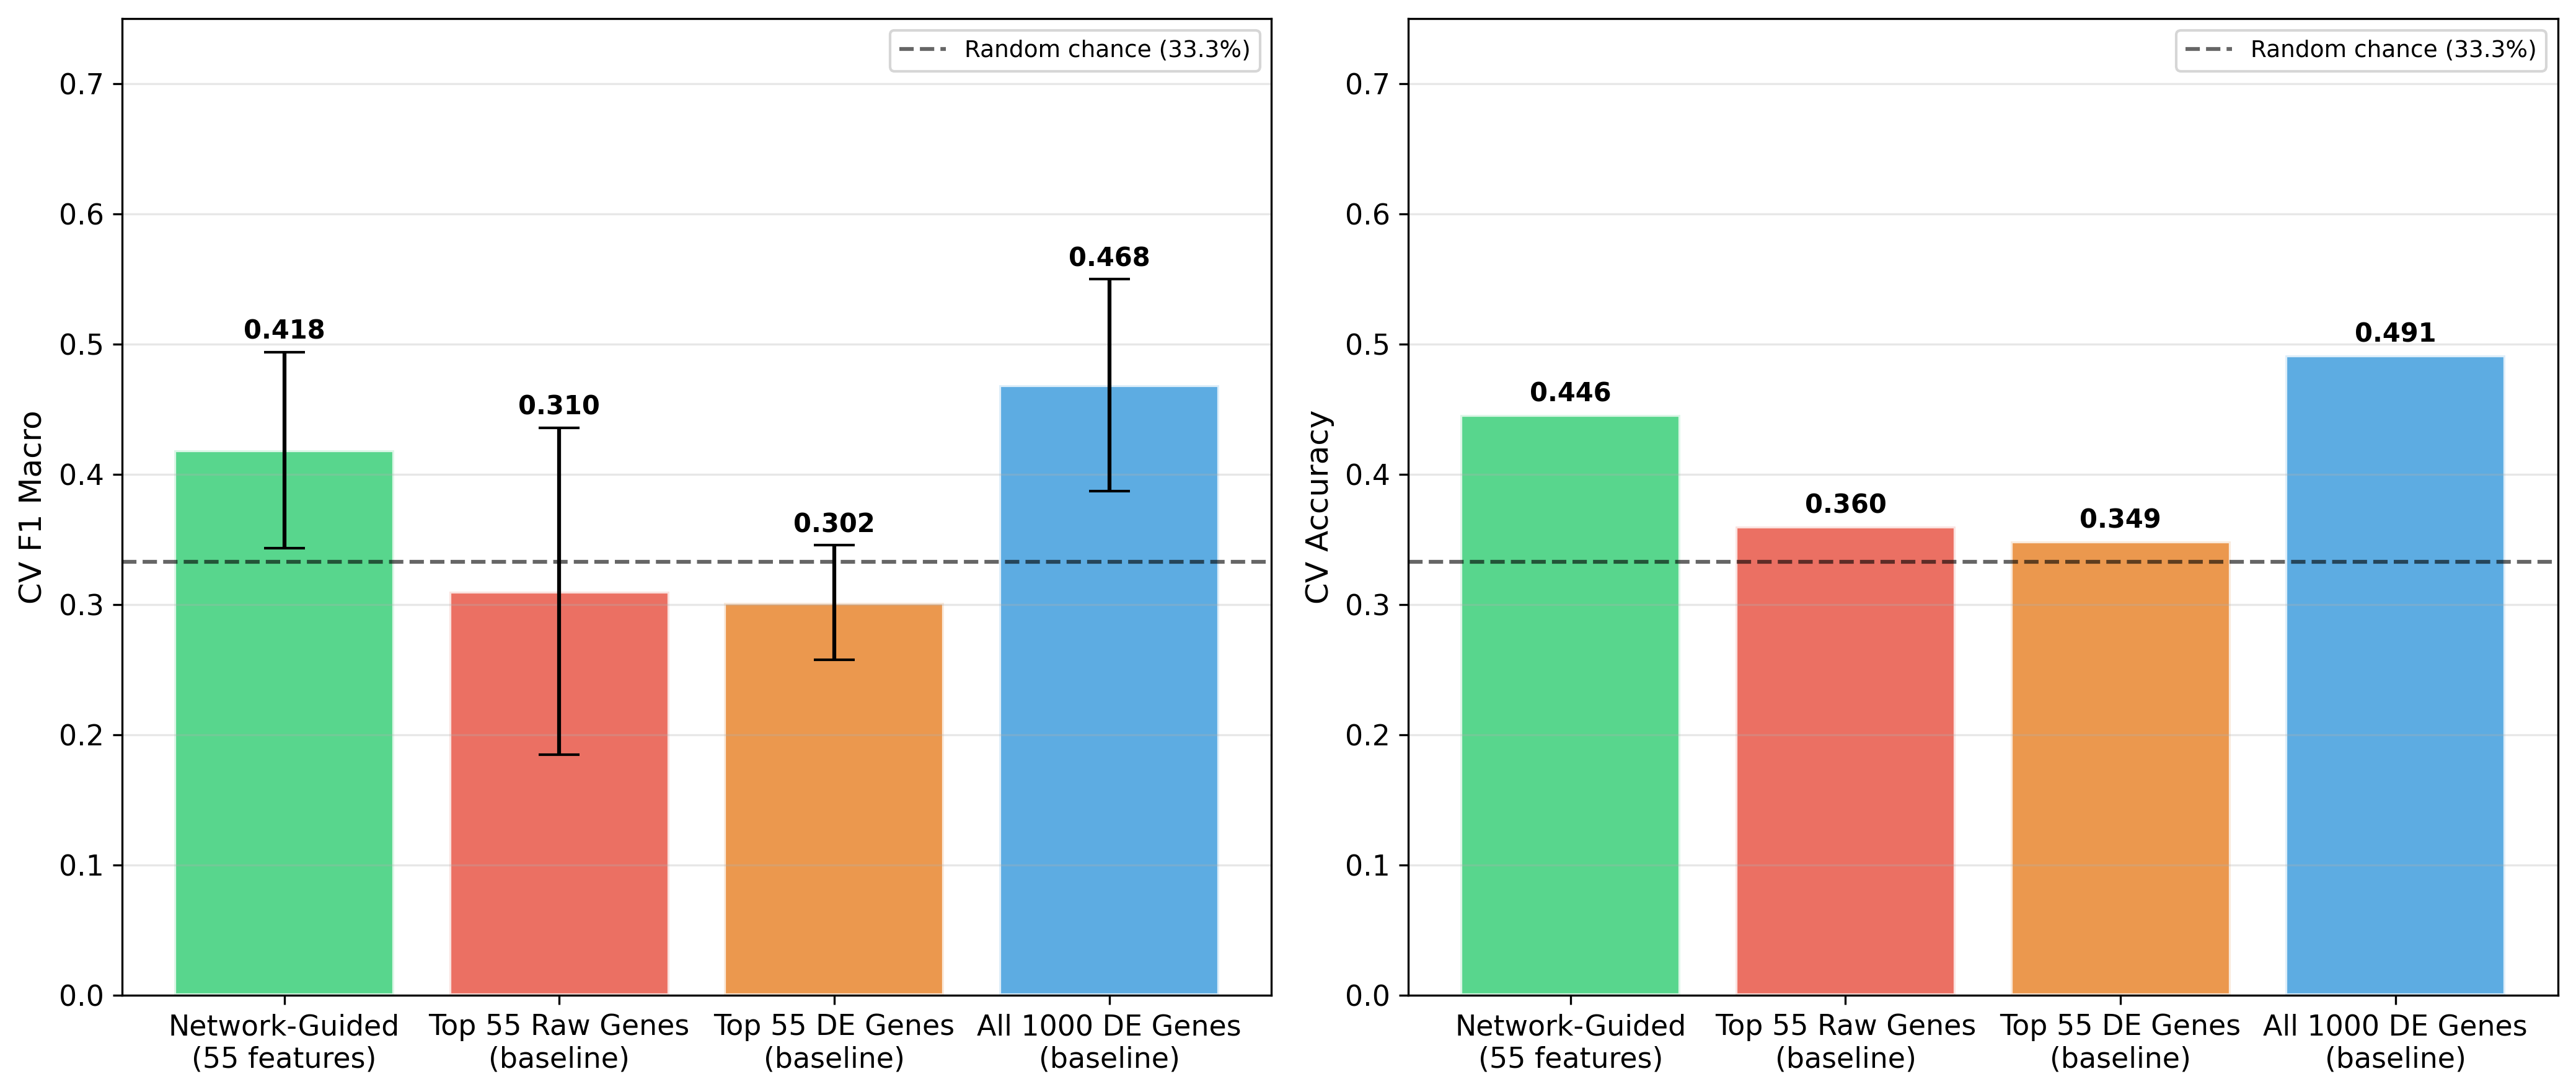 CV F1 Macro
0.7
0.6
0.5
0.4
0.3
0.2
0.1
0.0
Random chance (33.3%)
0.418
0.310
0.302
0.468
Network-Guided
(55 features)
Top 55 Raw Genes
(baseline)
Top 55 DE Genes
(baseline)
All 1000 DE Genes
(baseline)
CV Accuracy
0.7
0.6
0.5
0.4
0.3
0.2
0.1
0.0
Random chance (33.3%)
0.446
0.360
0.349
0.491
Network-Guided
(55 features)
Top 55 Raw Genes
(baseline)
Top 55 DE Genes
(baseline)
All 1000 DE Genes
(baseline)